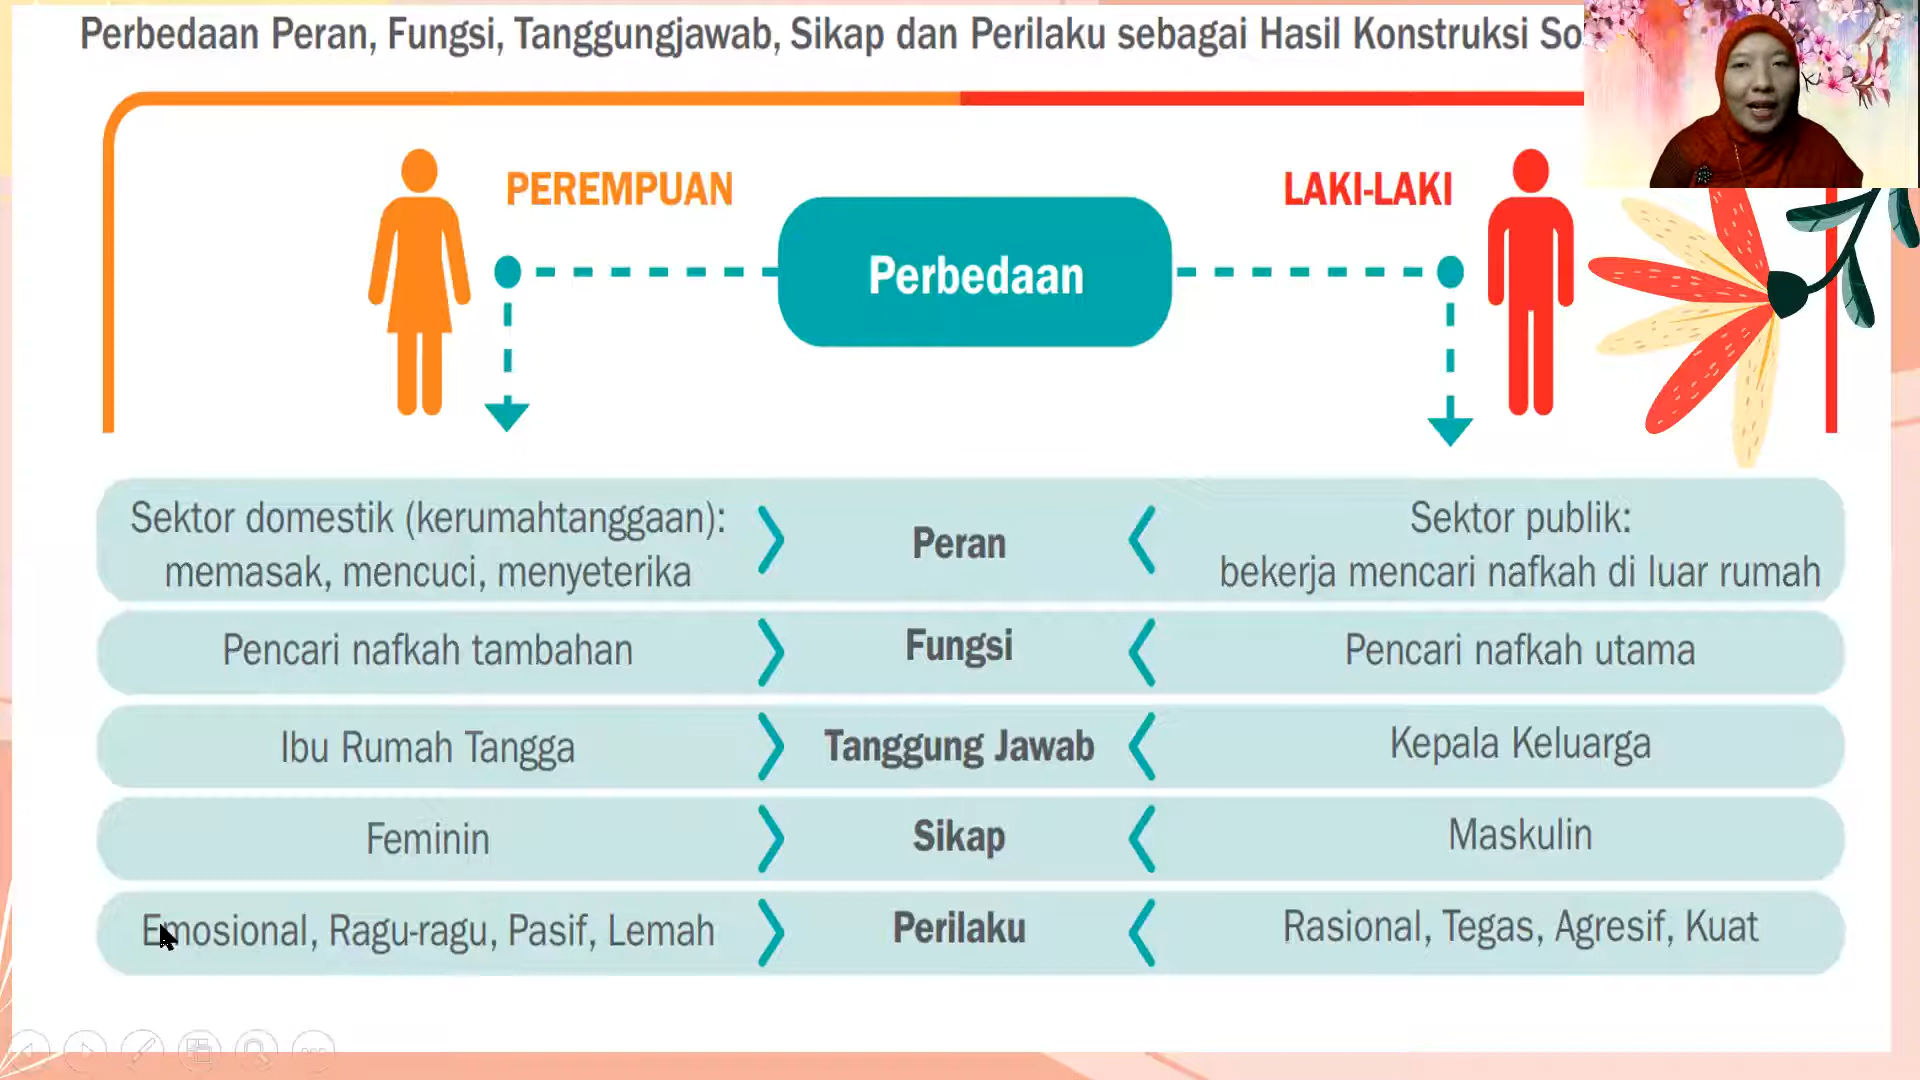 Perbedaan Peran, Fungsi, Tanggungjawab, Sikap dan Perilaku sebagai Hasil Konstruksi So
PEREMPUAN
LAKI-LAKI
Perbedaan
Sektor domestik (kerumahtanggaan):
memasak, mencuci, menyeterika
Peran
Sektor publik:
bekerja mencari nafkah di luar rumah
Pencari nafkah tambahan
Fungsi
Pencari nafkah utama
Ibu Rumah Tangga
Tanggung Jawab
Kepala Keluarga
Feminin
Sikap
Maskulin
Emosional, Ragu-ragu, Pasif, Lemah
Perilaku
Rasional, Tegas, Agresif, Kuat